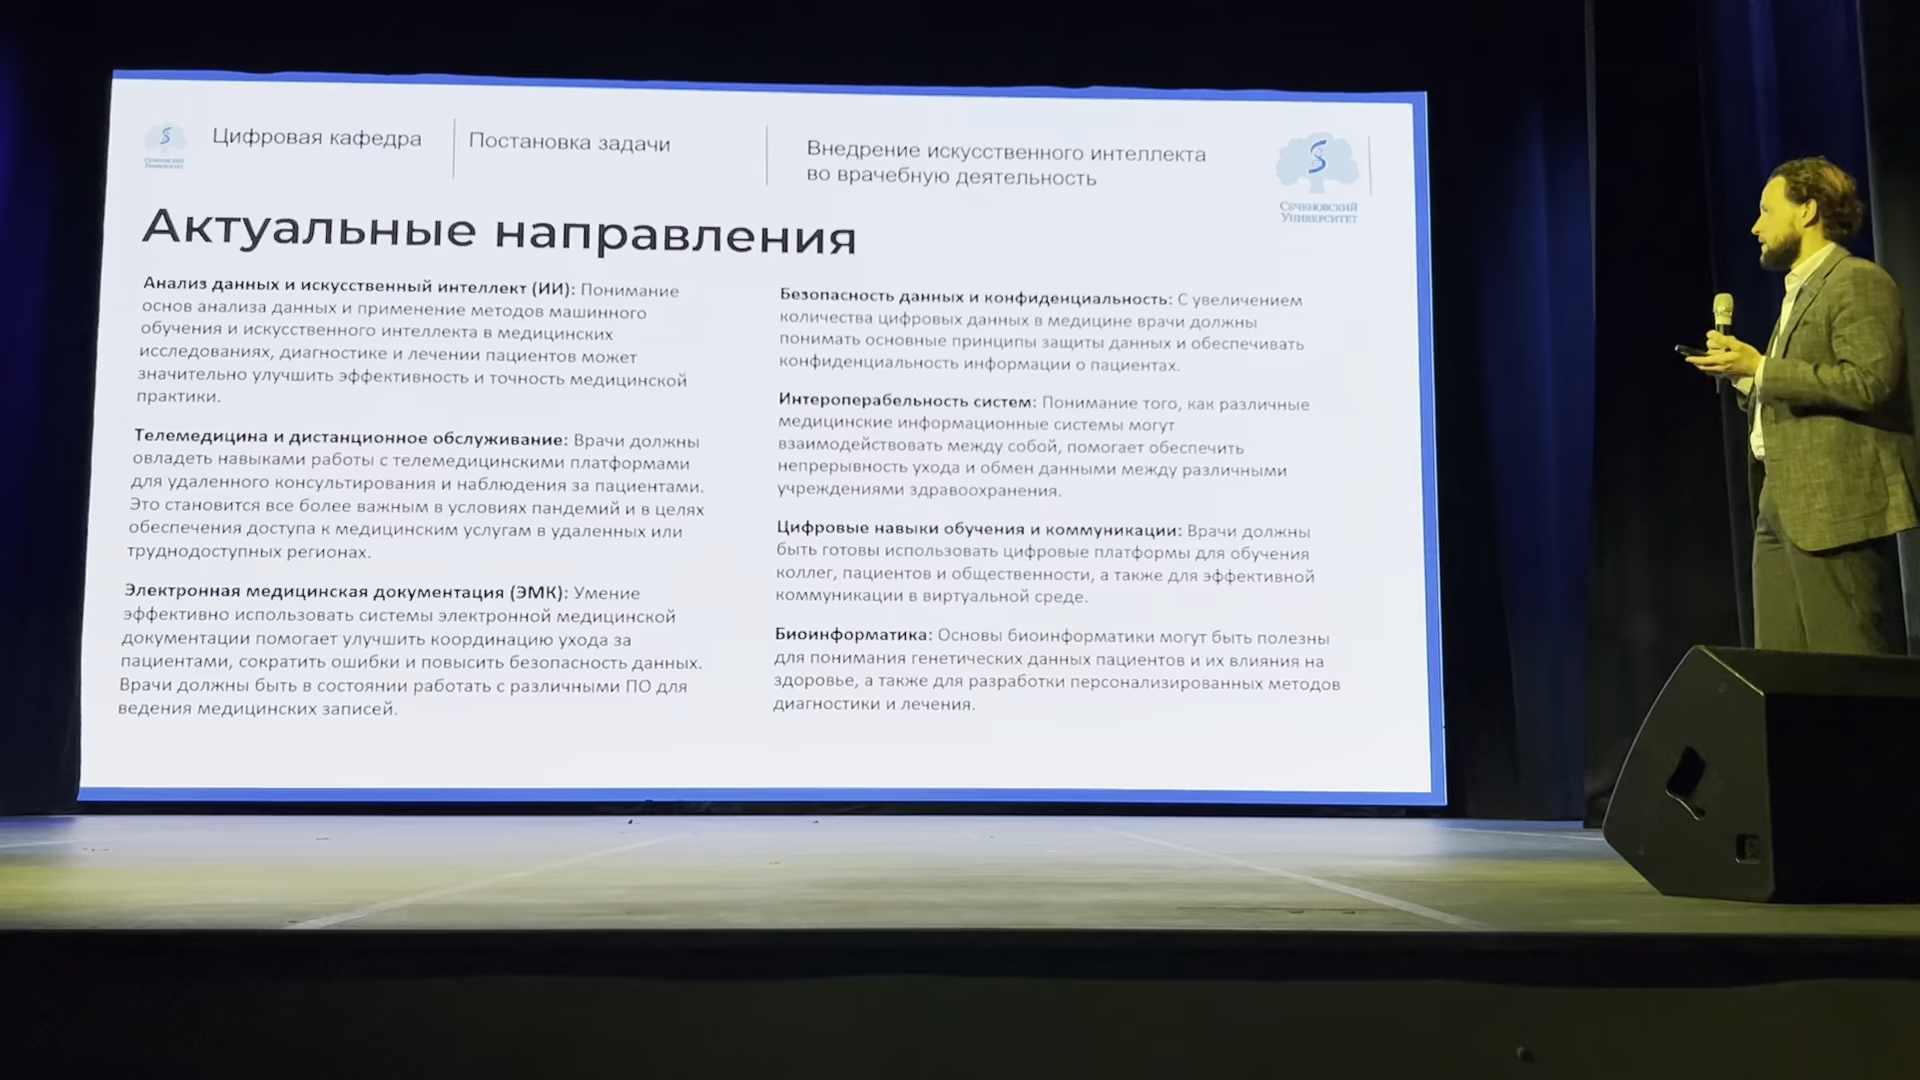 Сеченовский
Университет
Цифровая кафедра
Постановка задачи
Внедрение искусственного интеллекта
во врачебную деятельность
Сеченовский
Университет
Актуальные направления
Анализ данных и искусственный интеллект (ИИ): Понимание
основ анализа данных и применение методов машинного
обучения и искусственного интеллекта в медицинских
исследованиях, диагностике и лечении пациентов может
значительно улучшить эффективность и точность медицинской
практики.
Телемедицина и дистанционное обслуживание: Врачи должны
овладеть навыками работы с телемедицинскими платформами
для удаленного консультирования и наблюдения за пациентами.
Это становится все более важным в условиях пандемий и в целях
обеспечения доступа к медицинским услугам в удаленных или
труднодоступных регионах.
Электронная медицинская документация (ЭМК): Умение
эффективно использовать системы электронной медицинской
документации помогает улучшить координацию ухода за
пациентами, сократить ошибки и повысить безопасность данных.
Врачи должны быть в состоянии работать с различными ПО для
ведения медицинских записей.
Безопасность данных и конфиденциальность: С увеличением
количества цифровых данных в медицине врачи должны
понимать основные принципы защиты данных и обеспечивать
конфиденциальность информации о пациентах.
Интероперабельность систем: Понимание того, как различные
медицинские информационные системы могут
взаимодействовать между собой, помогает обеспечить
непрерывность ухода и обмен данными между различными
учреждениями здравоохранения.
Цифровые навыки обучения и коммуникации: Врачи должны
быть готовы использовать цифровые платформы для обучения
коллег, пациентов и общественности, а также для эффективной
коммуникации в виртуальной среде.
Биоинформатика: Основы биоинформатики могут быть полезны
для понимания генетических данных пациентов и их влияния на
здоровье, а также для разработки персонализированных методов
диагностики и лечения.